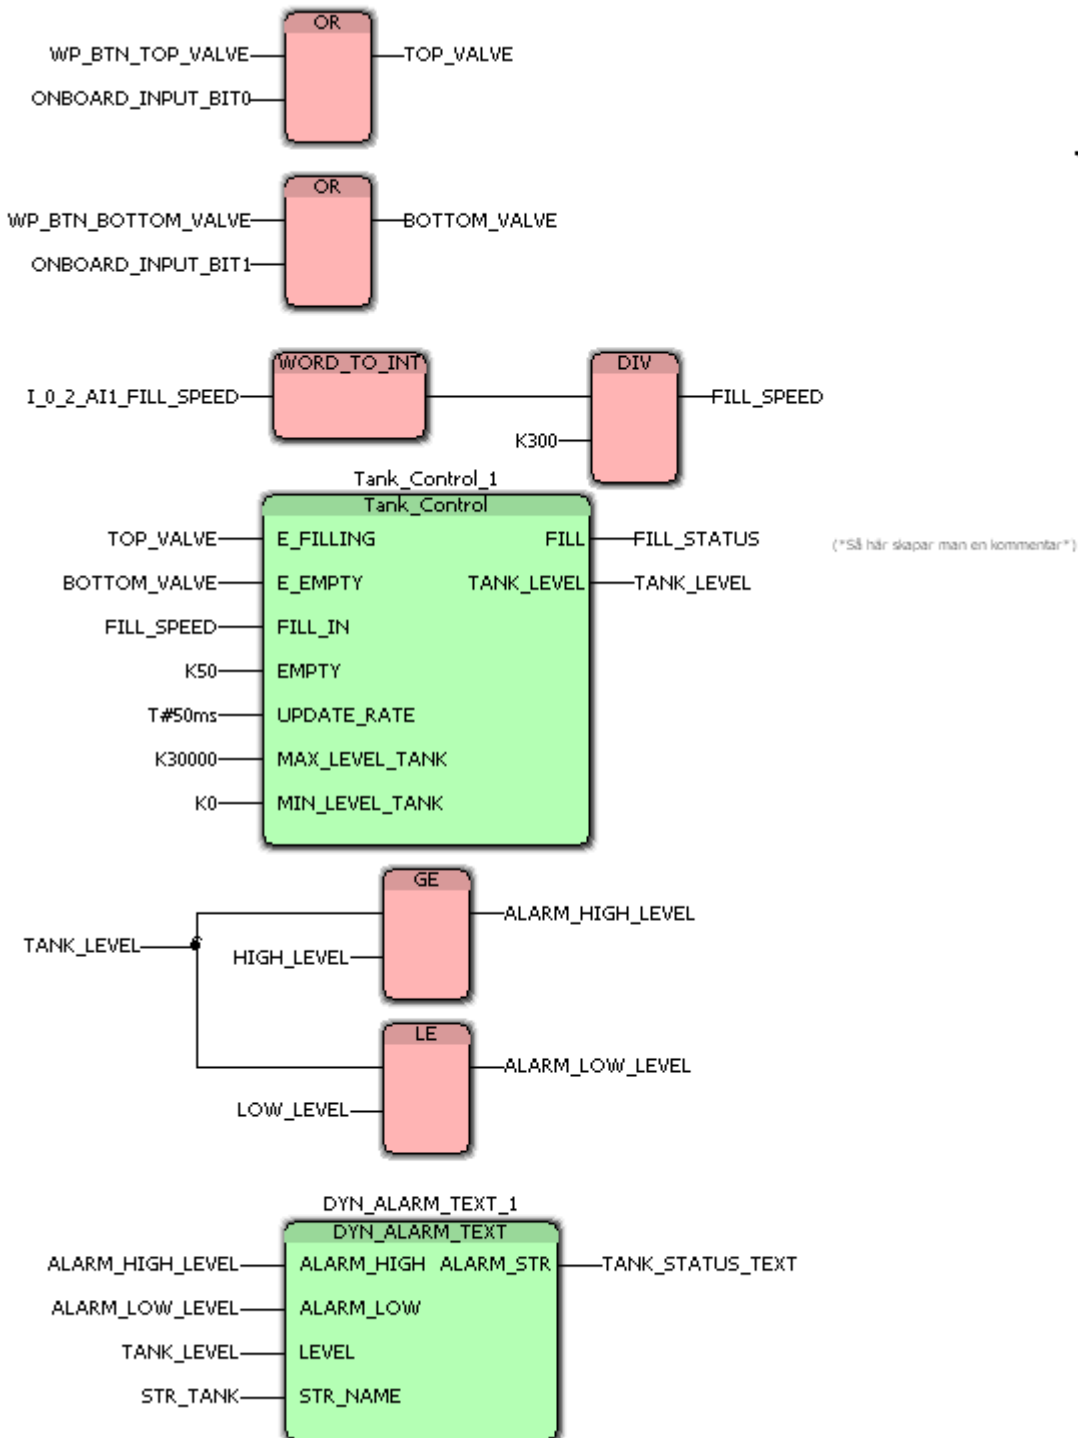 OR
WP_BTN_TOP_VALVE TOP_VALVE
ONBOARD_INPUT_BIT0
OR
WP_BTN_BOTTOM_VALVE BOTTOM_VALVE
ONBOARD_INPUT_BIT1
WORD_TO_INT DIV
I_0_2_AI1_FILL_SPEED FILL_SPEED
K300
Tank_Control_1
Tank_Control
TOP_VALVE E_FILLING FILL FILL_STATUS (*Så här skapar man en kommentar*)
BOTTOM_VALVE E_EMPTY TANK_LEVEL TANK_LEVEL
FILL_SPEED FILL_IN
K50 EMPTY
T#50ms UPDATE_RATE
K30000 MAX_LEVEL_TANK
K0 MIN_LEVEL_TANK
GE
ALARM_HIGH_LEVEL
TANK_LEVEL
HIGH_LEVEL
LE
ALARM_LOW_LEVEL
LOW_LEVEL
DYN_ALARM_TEXT_1
DYN_ALARM_TEXT
ALARM_HIGH_LEVEL ALARM_HIGH ALARM_STR TANK_STATUS_TEXT
ALARM_LOW_LEVEL ALARM_LOW
TANK_LEVEL LEVEL
STR_TANK STR_NAME